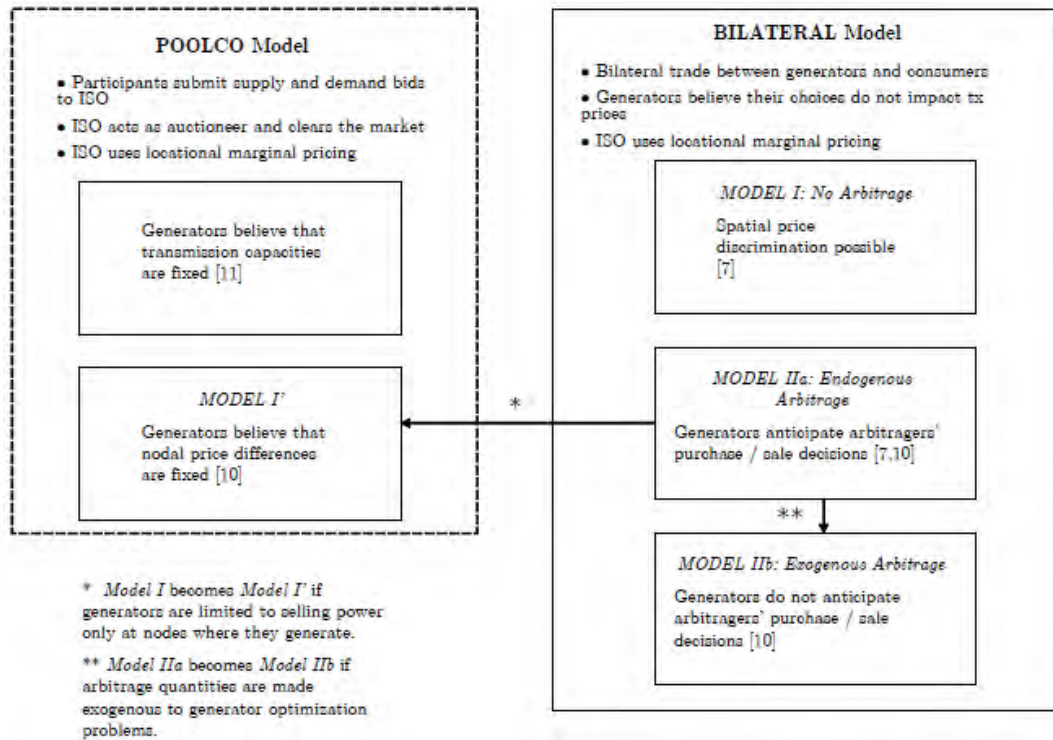 POOLCO Model
• Participants submit supply and demand bids
to ISO
• ISO acts as auctioneer and clears the market
• ISO uses locational marginal pricing
Generators believe that
transmission capacities
are fixed [11]
MODEL I'
Generators believe that
nodal price differences
are fixed [10]
* Model I becomes Model I' if
generators are limited to selling power
only at nodes where they generate.
** Model IIa becomes Model IIb if
arbitrage quantities are made
exogenous to generator optimization
problems.
*
BILATERAL Model
• Bilateral trade between generators and consumers
• Generators believe their choices do not impact tx
prices
• ISO uses locational marginal pricing
MODEL I: No Arbitrage
Spatial price
discrimination possible
[7]
MODEL IIa: Endogenous
Arbitrage
Generators anticipate arbitragers'
purchase / sale decisions [7,10]
**
MODEL IIb: Exogenous Arbitrage
Generators do not anticipate
arbitragers' purchase / sale
decisions [10]